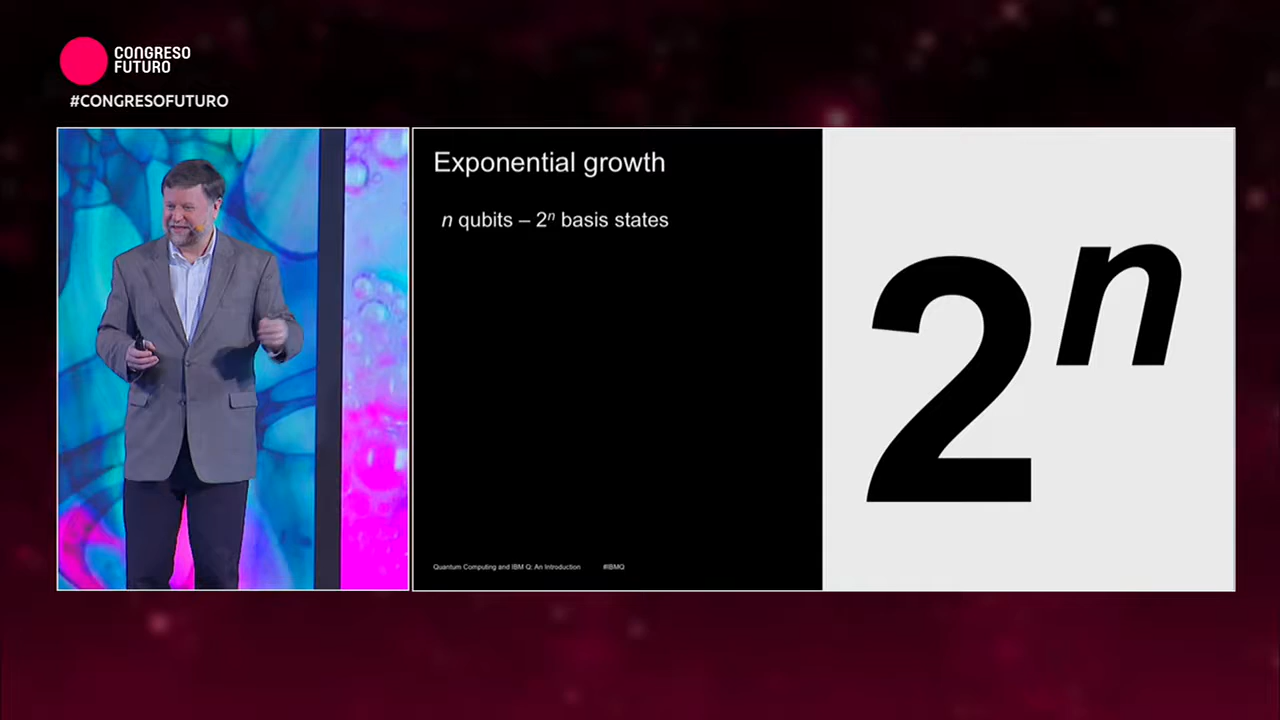 CONGRESO
FUTURO
#CONGRESOFUTURO
Exponential growth
n qubits – 2ⁿ basis states
2ⁿ
Quantum Computing and IBM Q: An Introduction #IBMQ